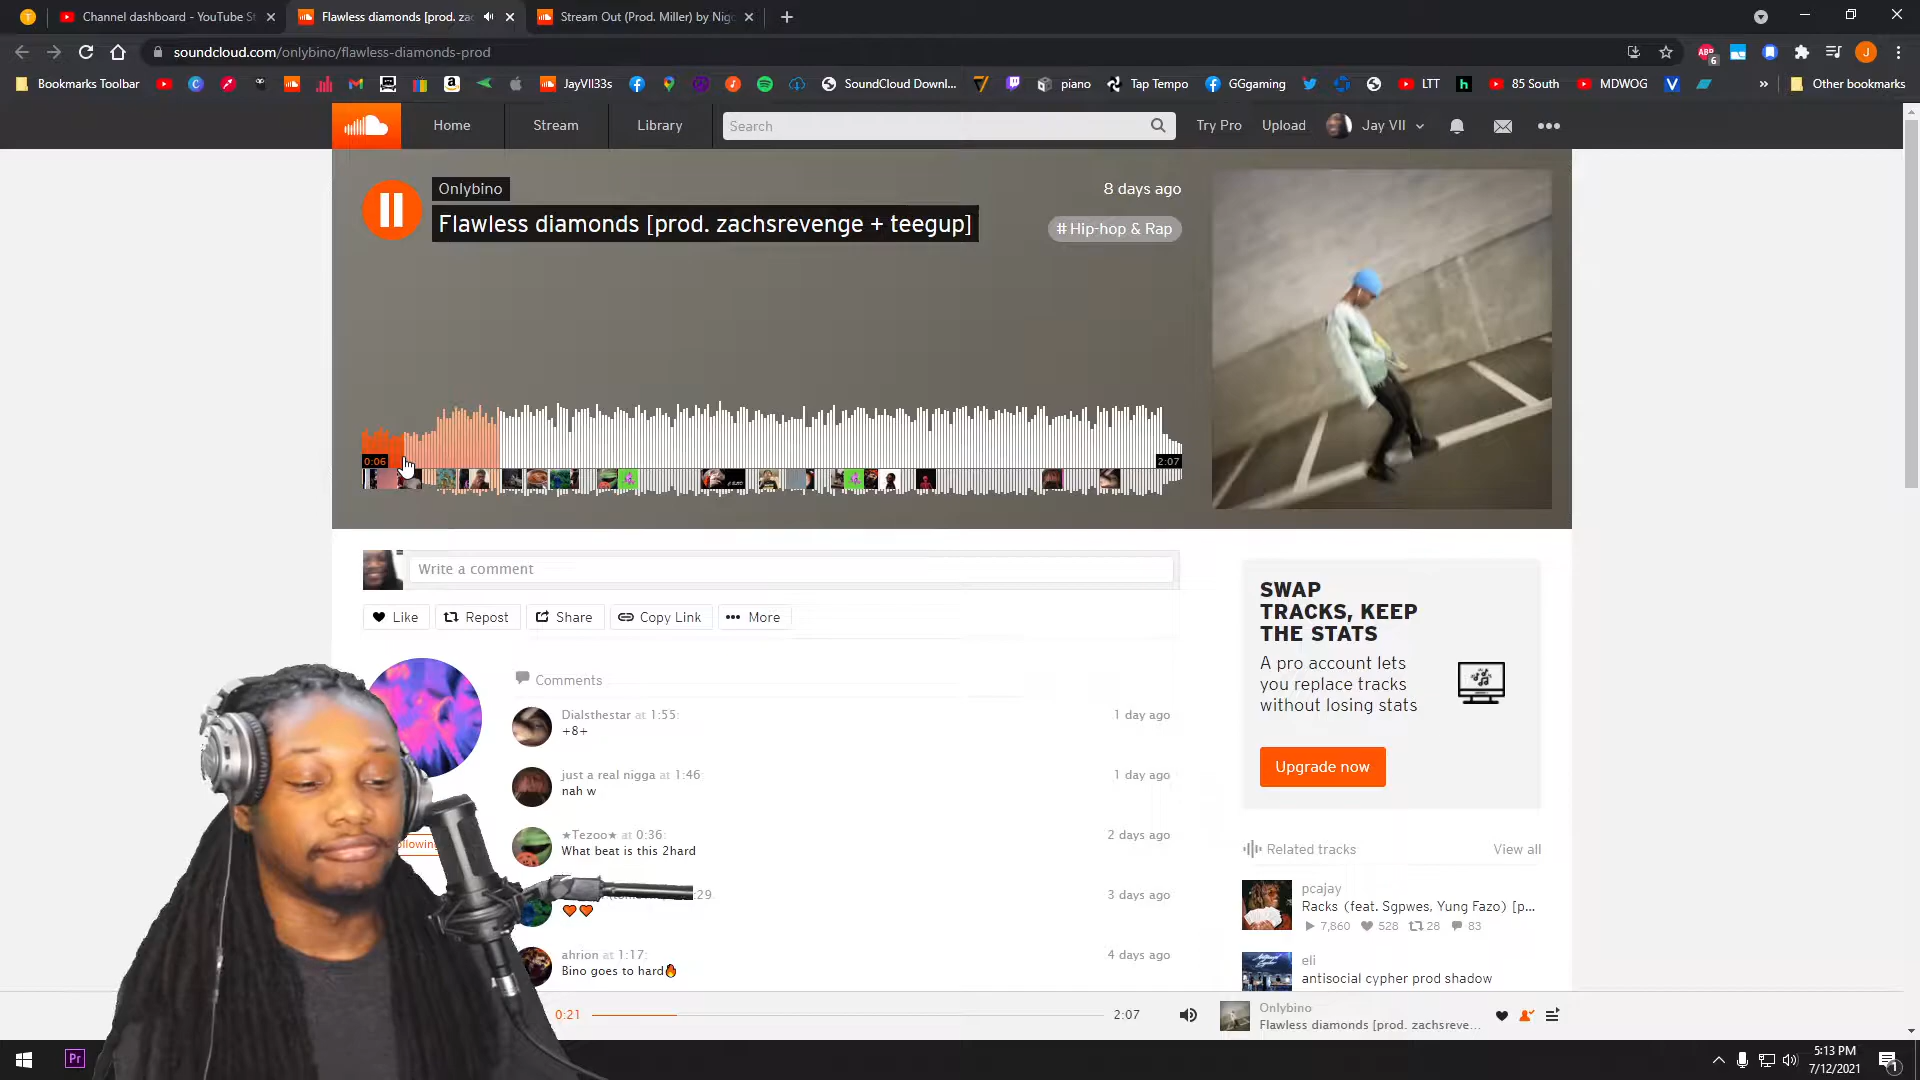 Channel dashboard - YouTube St
Flawless diamonds [prod. zac
Stream Out (Prod. Miller) by Nig
soundcloud.com/onlybino/flawless-diamonds-prod
Bookmarks Toolbar
JayVII33s
SoundCloud Downl...
piano
Tap Tempo
GGgaming
LTT
85 South
MDWOG
Other bookmarks
Home
Stream
Library
Search
Try Pro
Upload
Jay VII
Onlybino
8 days ago
Flawless diamonds [prod. zachsrevenge + teegup]
# Hip-hop & Rap
0:06
2:07
Write a comment
Like
Repost
Share
Copy Link
More
SWAP
TRACKS, KEEP
THE STATS
A pro account lets
you replace tracks
without losing stats
Upgrade now
Comments
Dialsthestar at 1:55:
1 day ago
+8+
just a real nigga at 1:46:
1 day ago
nah w
★Tezoo★ at 0:36:
2 days ago
What beat is this 2hard
:29:
3 days ago
ahrion at 1:17:
4 days ago
Bino goes to hard🔥
Related tracks
View all
pcajay
Racks (feat. Sgpwes, Yung Fazo) [p...
7,860 528 28 83
eli
antisocial cypher prod shadow
0:21
2:07
Onlybino
Flawless diamonds [prod. zachsreve...
Pr
5:13 PM
7/12/2021